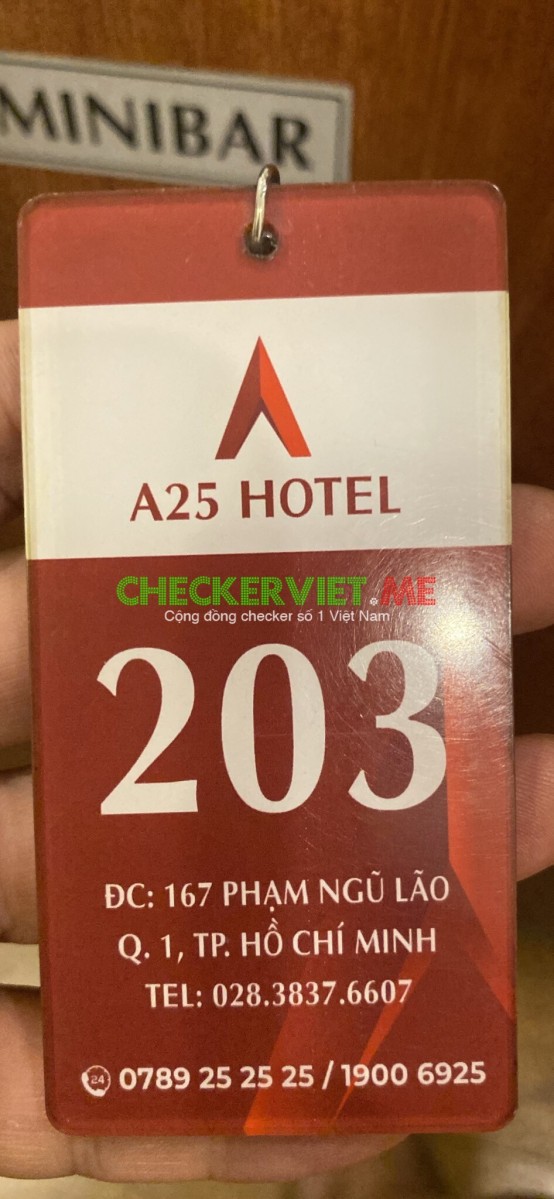 MINIBAR
A25 HOTEL
CHECKERVIET.ME
Cộng đồng checker số 1 Việt Nam
203
ĐC: 167 PHẠM NGŨ LÃO
Q. 1, TP. HỒ CHÍ MINH
TEL: 028.3837.6607
24 0789 25 25 25 / 1900 6925